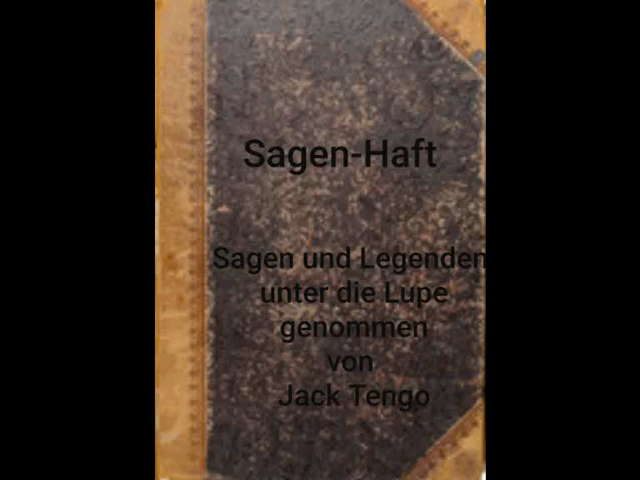 Sagen-Haft
Sagen und Legenden
unter die Lupe
genommen
von
Jack Tengo